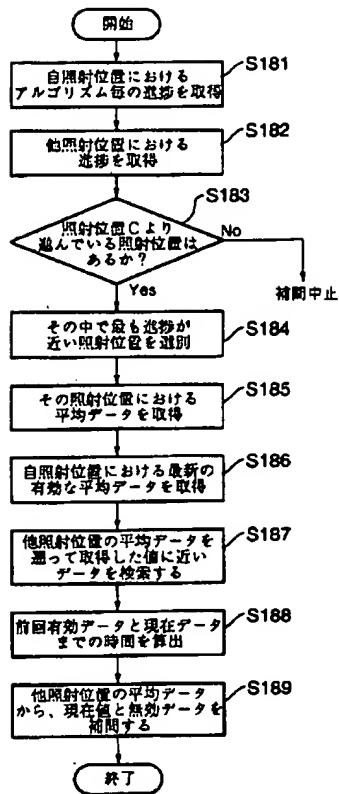 開始
S181
自照射位置における
アルゴリズム毎の進捗を取得
S182
他照射位置における
進捗を取得
S183
照射位置Cより
進んでいる照射位置は
あるか?
No
Yes
補間中止
S184
その中で最も進捗が
近い照射位置を選別
S185
その照射位置における
平均データを取得
S186
自照射位置における最新の
有効な平均データを取得
S187
他照射位置の平均データを
遡って取得した値に近い
データを検索する
S188
前回有効データと現在データ
までの時間を算出
S189
他照射位置の平均データ
から、現在値と無効データを
補間する
終了